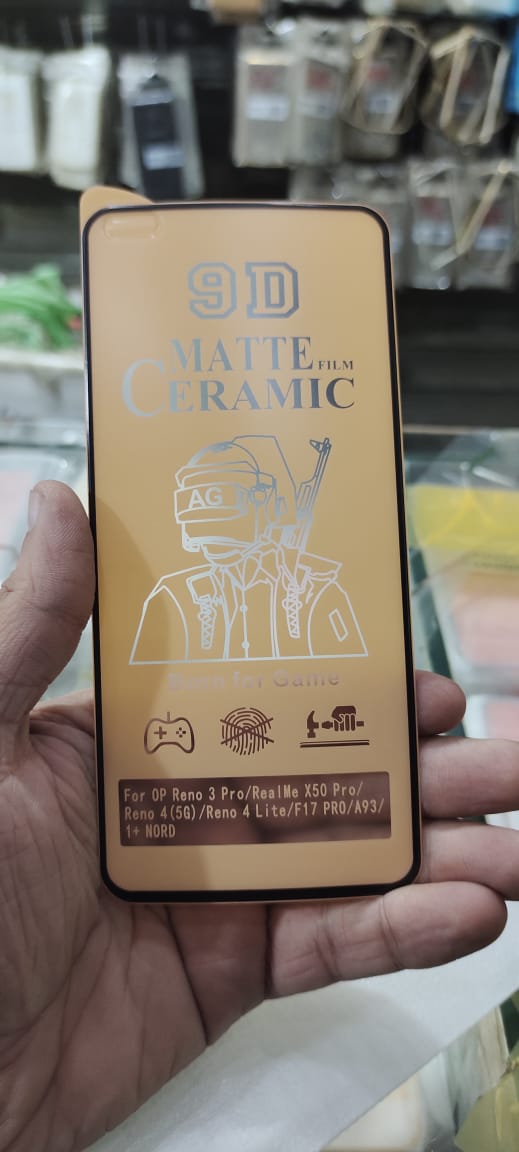 9D
MATTE FILM
CERAMIC
AG
Born for Game
For OP Reno 3 Pro/RealMe X50 Pro/
Reno 4(5G)/Reno 4 Lite/F17 PRO/A93/
1+ NORD